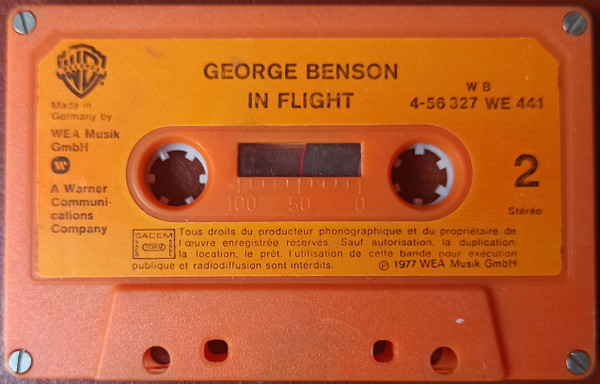 RECORDS
GEORGE BENSON
IN FLIGHT
W B
4-56 327 WE 441
Made in
Germany by
WEA Musik
GmbH
A Warner
Communi-
cations
Company
100 50 0
2
Stéréo
SACEM
Tous droits du producteur phonographique et du propriétaire de
l'œuvre enregistrée réservés. Sauf autorisation, la duplication,
la location, le prêt, l'utilisation de cette bande pour exécution
publique et radiodiffusion sont interdits.
℗ 1977 WEA Musik GmbH